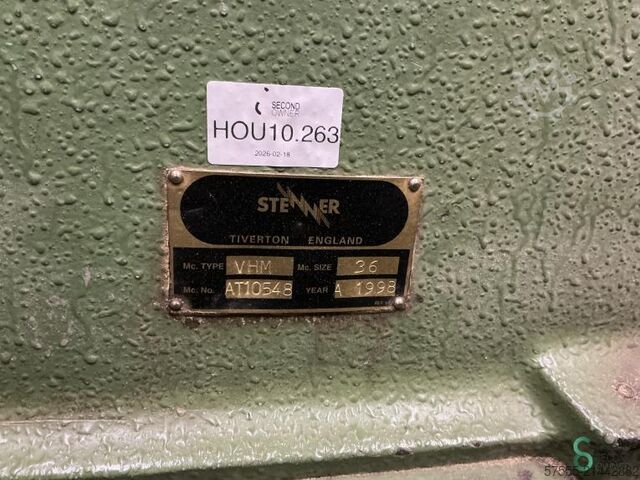 SECOND
OWNER
HOU10.263
2026-02-18
STENNER
TIVERTON ENGLAND
Mc. TYPE VHM Mc. SIZE 36
Mc. No. AT10548 YEAR A 1998